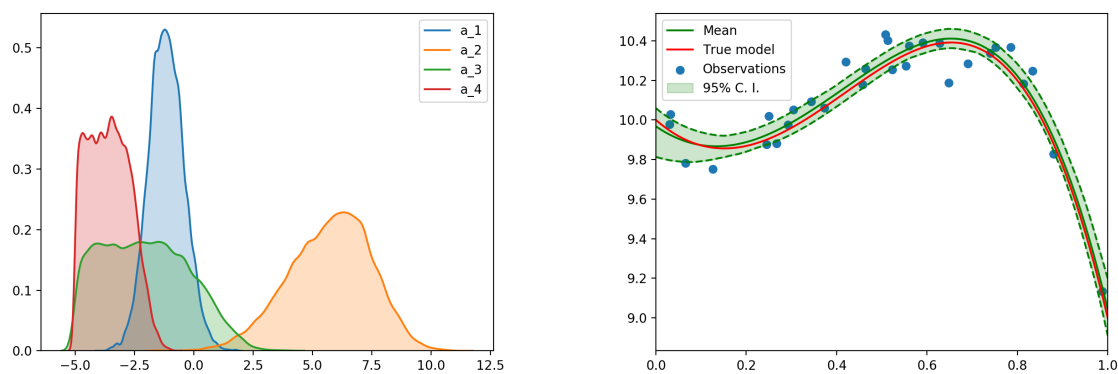 0.5
0.4
0.3
0.2
0.1
0.0
−5.0 −2.5 0.0 2.5 5.0 7.5 10.0 12.5
a_1
a_2
a_3
a_4
10.4
10.2
10.0
9.8
9.6
9.4
9.2
9.0
0.0 0.2 0.4 0.6 0.8 1.0
Mean
True model
Observations
95% C. I.